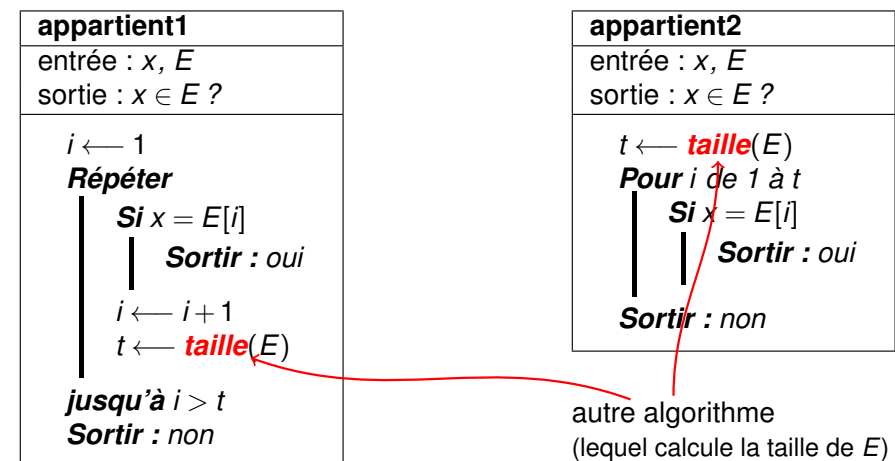 appartient1
entrée : x, E
sortie : x ∈ E ?
i ⟵ 1
Répéter
Si x = E[i]
Sortir : oui
i ⟵ i + 1
t ⟵ taille(E)
jusqu'à i > t
Sortir : non
appartient2
entrée : x, E
sortie : x ∈ E ?
t ⟵ taille(E)
Pour i de 1 à t
Si x = E[i]
Sortir : oui
Sortir : non
autre algorithme
(lequel calcule la taille de E)